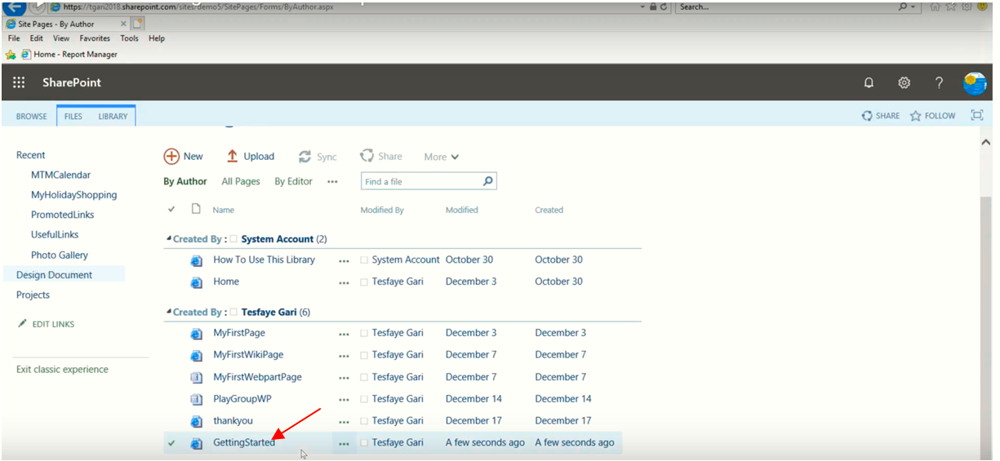 https://tgari2018.sharepoint.com/sites/demo5/SitePages/Forms/ByAuthor.aspx Search...
Site Pages - By Author
File Edit View Favorites Tools Help
Home - Report Manager
SharePoint
BROWSE FILES LIBRARY SHARE FOLLOW
Recent
MTMCalendar
MyHolidayShopping
PromotedLinks
UsefulLinks
Photo Gallery
Design Document
Projects
EDIT LINKS
Exit classic experience
New Upload Sync Share More
By Author All Pages By Editor ... Find a file
Name Modified By Modified Created
Created By : System Account (2)
How To Use This Library ... System Account October 30 October 30
Home ... Tesfaye Gari December 3 October 30
Created By : Tesfaye Gari (6)
MyFirstPage ... Tesfaye Gari December 3 December 3
MyFirstWikiPage ... Tesfaye Gari December 7 December 7
MyFirstWebpartPage ... Tesfaye Gari December 7 December 7
PlayGroupWP ... Tesfaye Gari December 14 December 14
thankyou ... Tesfaye Gari December 17 December 17
GettingStarted ... Tesfaye Gari A few seconds ago A few seconds ago